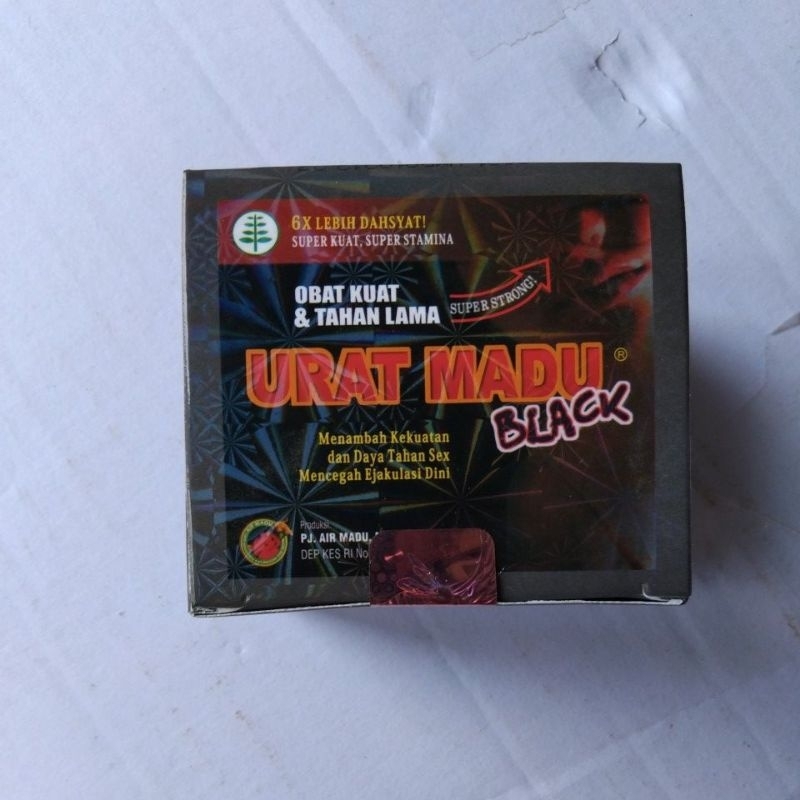 6X LEBIH DAHSYAT!
SUPER KUAT, SUPER STAMINA
OBAT KUAT
& TAHAN LAMA
SUPER STRONG!
URAT MADU ®
BLACK
Menambah Kekuatan
dan Daya Tahan Sex
Mencegah Ejakulasi Dini
Produksi:
PJ. AIR MADU,
DEP KES RI No